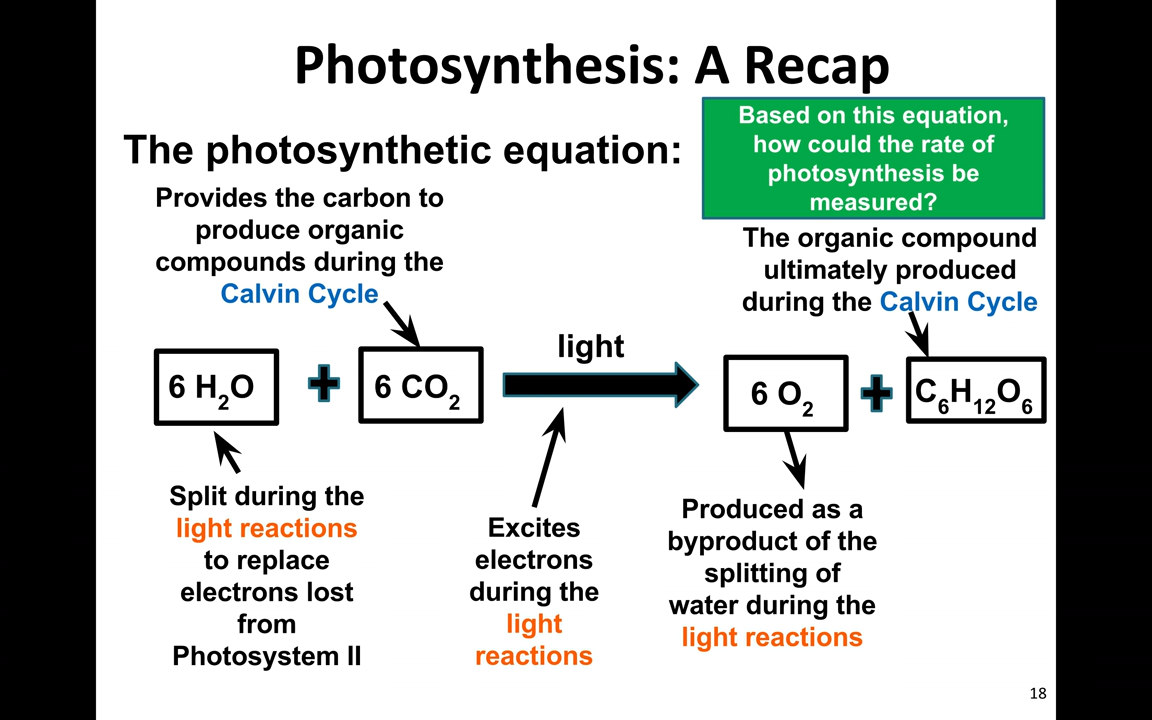 Photosynthesis: A Recap
The photosynthetic equation:
Based on this equation,
how could the rate of
photosynthesis be
measured?
Provides the carbon to
produce organic
compounds during the
Calvin Cycle
The organic compound
ultimately produced
during the Calvin Cycle
light
6 H₂O + 6 CO₂ 6 O₂ + C₆H₁₂O₆
Split during the
light reactions
to replace
electrons lost
from
Photosystem II
Excites
electrons
during the
light
reactions
Produced as a
byproduct of the
splitting of
water during the
light reactions
18